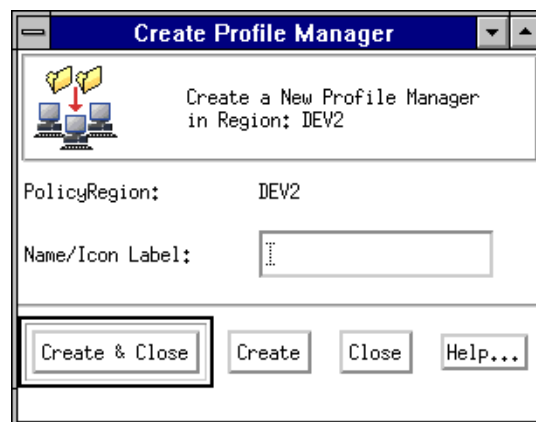 Create Profile Manager
Create a New Profile Manager
in Region: DEV2
PolicyRegion: DEV2
Name/Icon Label:
Create & Close Create Close Help...